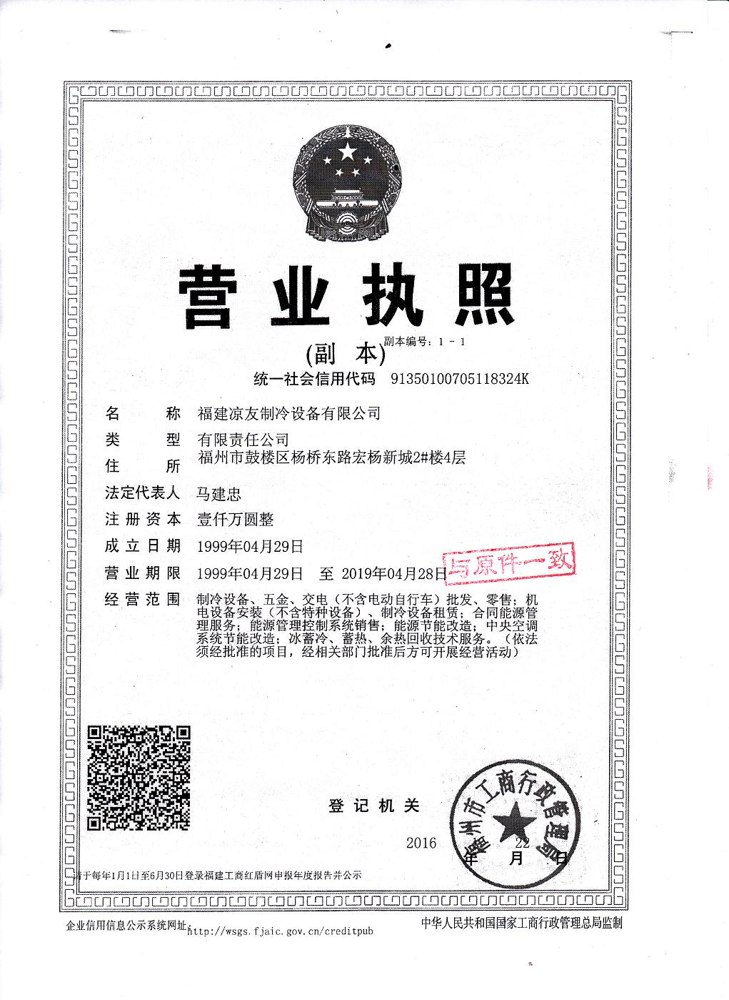 营业执照
(副 本)
副本编号：1 - 1
统一社会信用代码 91350100705118324K
名 称 福建凉友制冷设备有限公司
类 型 有限责任公司
住 所 福州市鼓楼区杨桥东路宏杨新城2#楼4层
法定代表人 马建忠
注册资本 壹仟万圆整
成立日期 1999年04月29日
营业期限 1999年04月29日 至 2019年04月28日
与原件一致
经营范围 制冷设备、五金、交电（不含电动自行车）批发、零售；机
电设备安装（不含特种设备）、制冷设备租赁；合同能源管
理服务；能源管理控制系统销售；能源节能改造；中央空调
系统节能改造；冰蓄冷、蓄热、余热回收技术服务。（依法
须经批准的项目，经相关部门批准后方可开展经营活动）
福州市工商行政管理局
登记机关
2016 22
年 月 日
请于每年1月1日至6月30日登录福建工商红盾网申报年度报告并公示
企业信用信息公示系统网址：http://wsgs.fjaic.gov.cn/creditpub
中华人民共和国国家工商行政管理总局监制